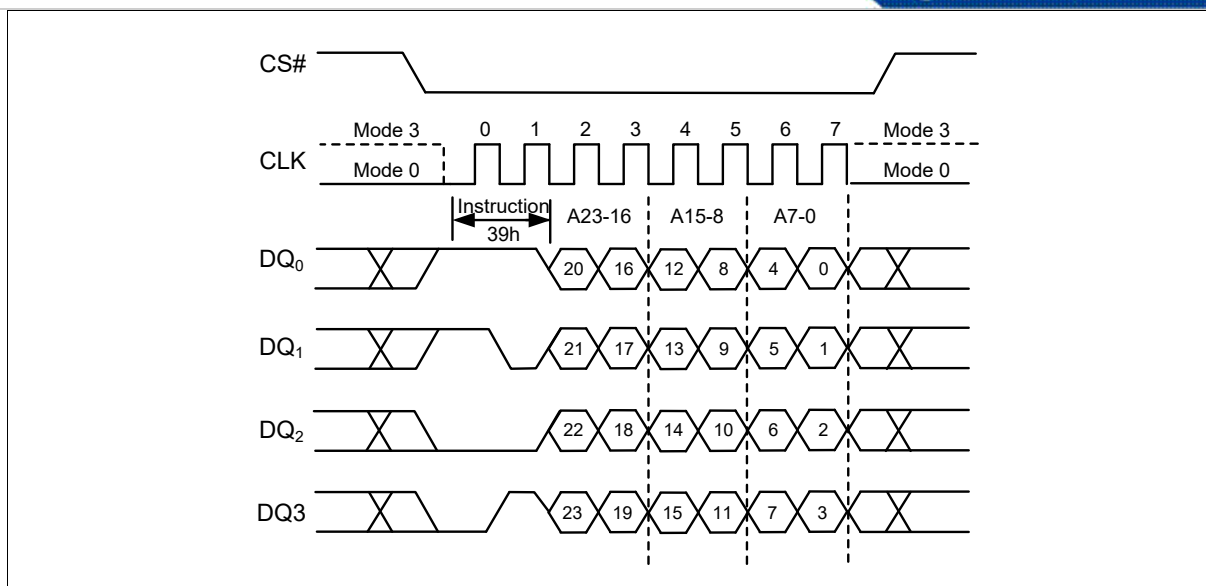 CS#
Mode 3 0 1 2 3 4 5 6 7 Mode 3
CLK
Mode 0 Mode 0
Instruction A23-16 A15-8 A7-0
39h
DQ0 20 16 12 8 4 0
DQ1 21 17 13 9 5 1
DQ2 22 18 14 10 6 2
DQ3 23 19 15 11 7 3